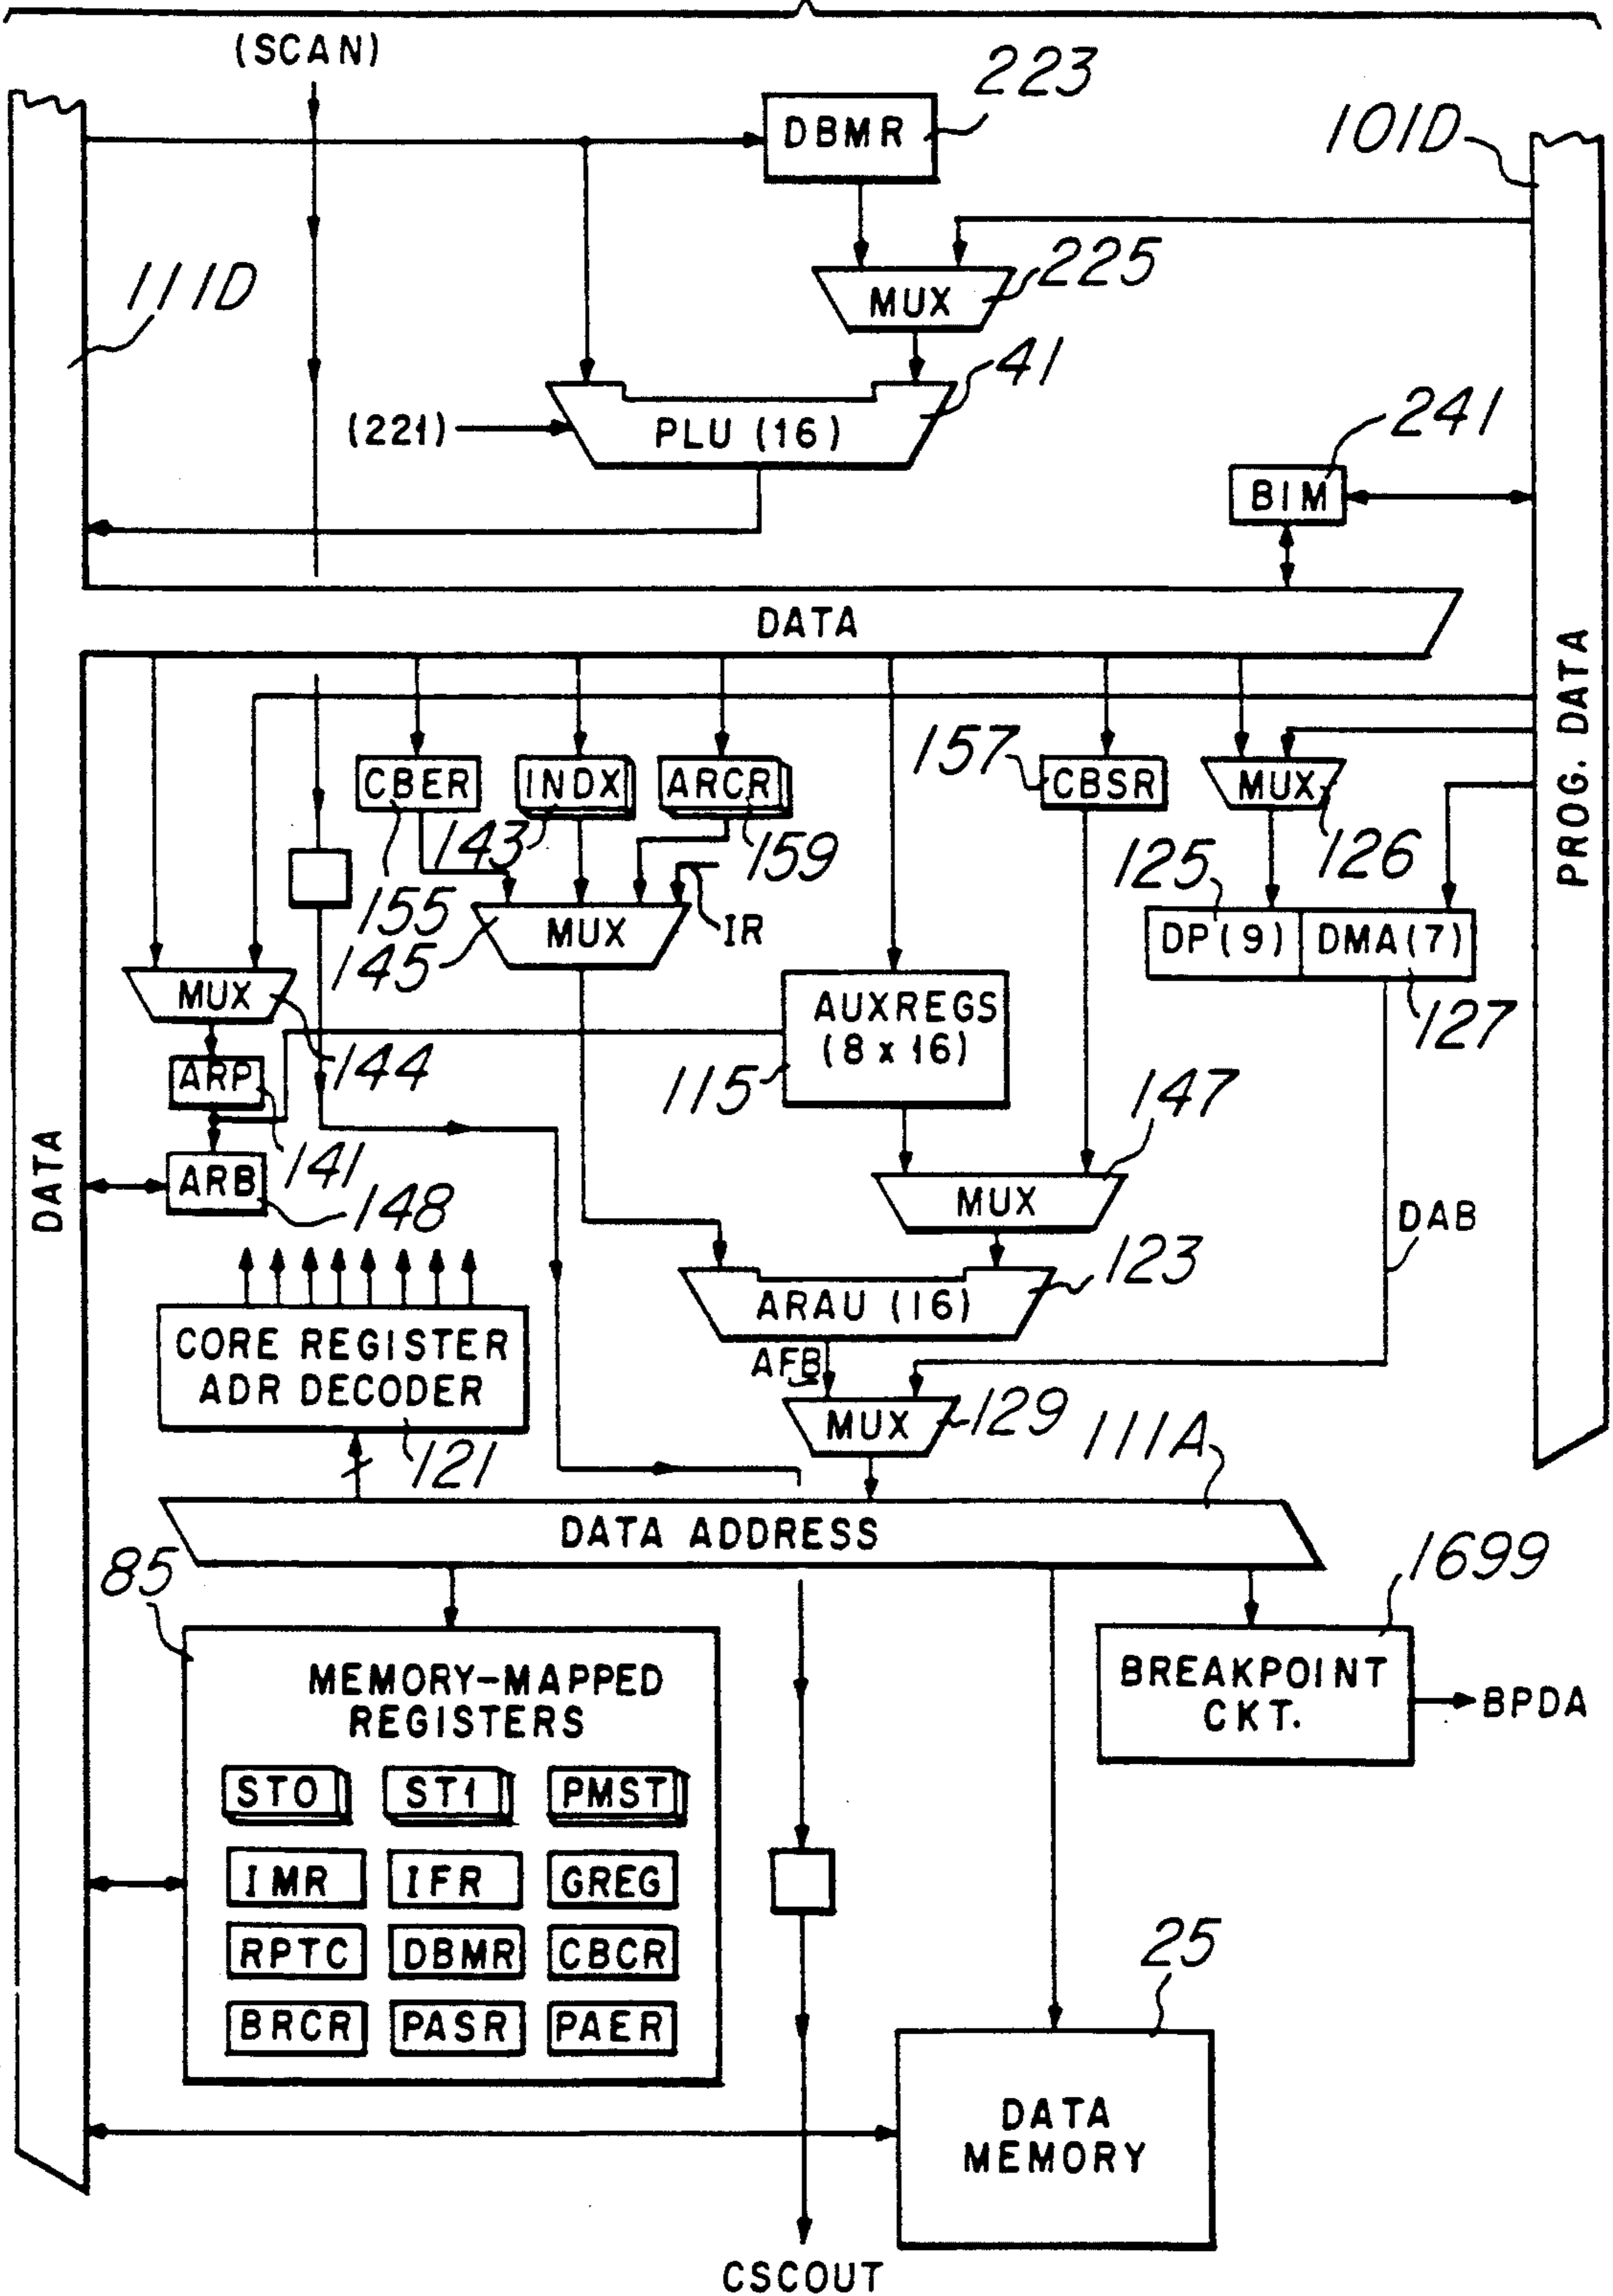 (SCAN)
223
DBMR
101D
225
MUX
111D
41
(221)
PLU (16)
241
BIM
DATA
PROG. DATA
157
CBER
INDX
ARCR
CBSR
MUX
143
159
125
126
155
IR
145
MUX
DP(9)
DMA(7)
MUX
AUXREGS
(8 x 16)
127
144
ARP
115
147
DATA
141
ARB
148
MUX
DAB
123
ARAU (16)
CORE REGISTER
ADR DECODER
AFB
MUX
129
111A
121
DATA ADDRESS
85
1699
MEMORY-MAPPED
REGISTERS
BREAKPOINT
CKT.
BPDA
ST0
ST1
PMST
IMR
IFR
GREG
RPTC
DBMR
CBCR
25
BRCR
PASR
PAER
DATA
MEMORY
CSCOUT